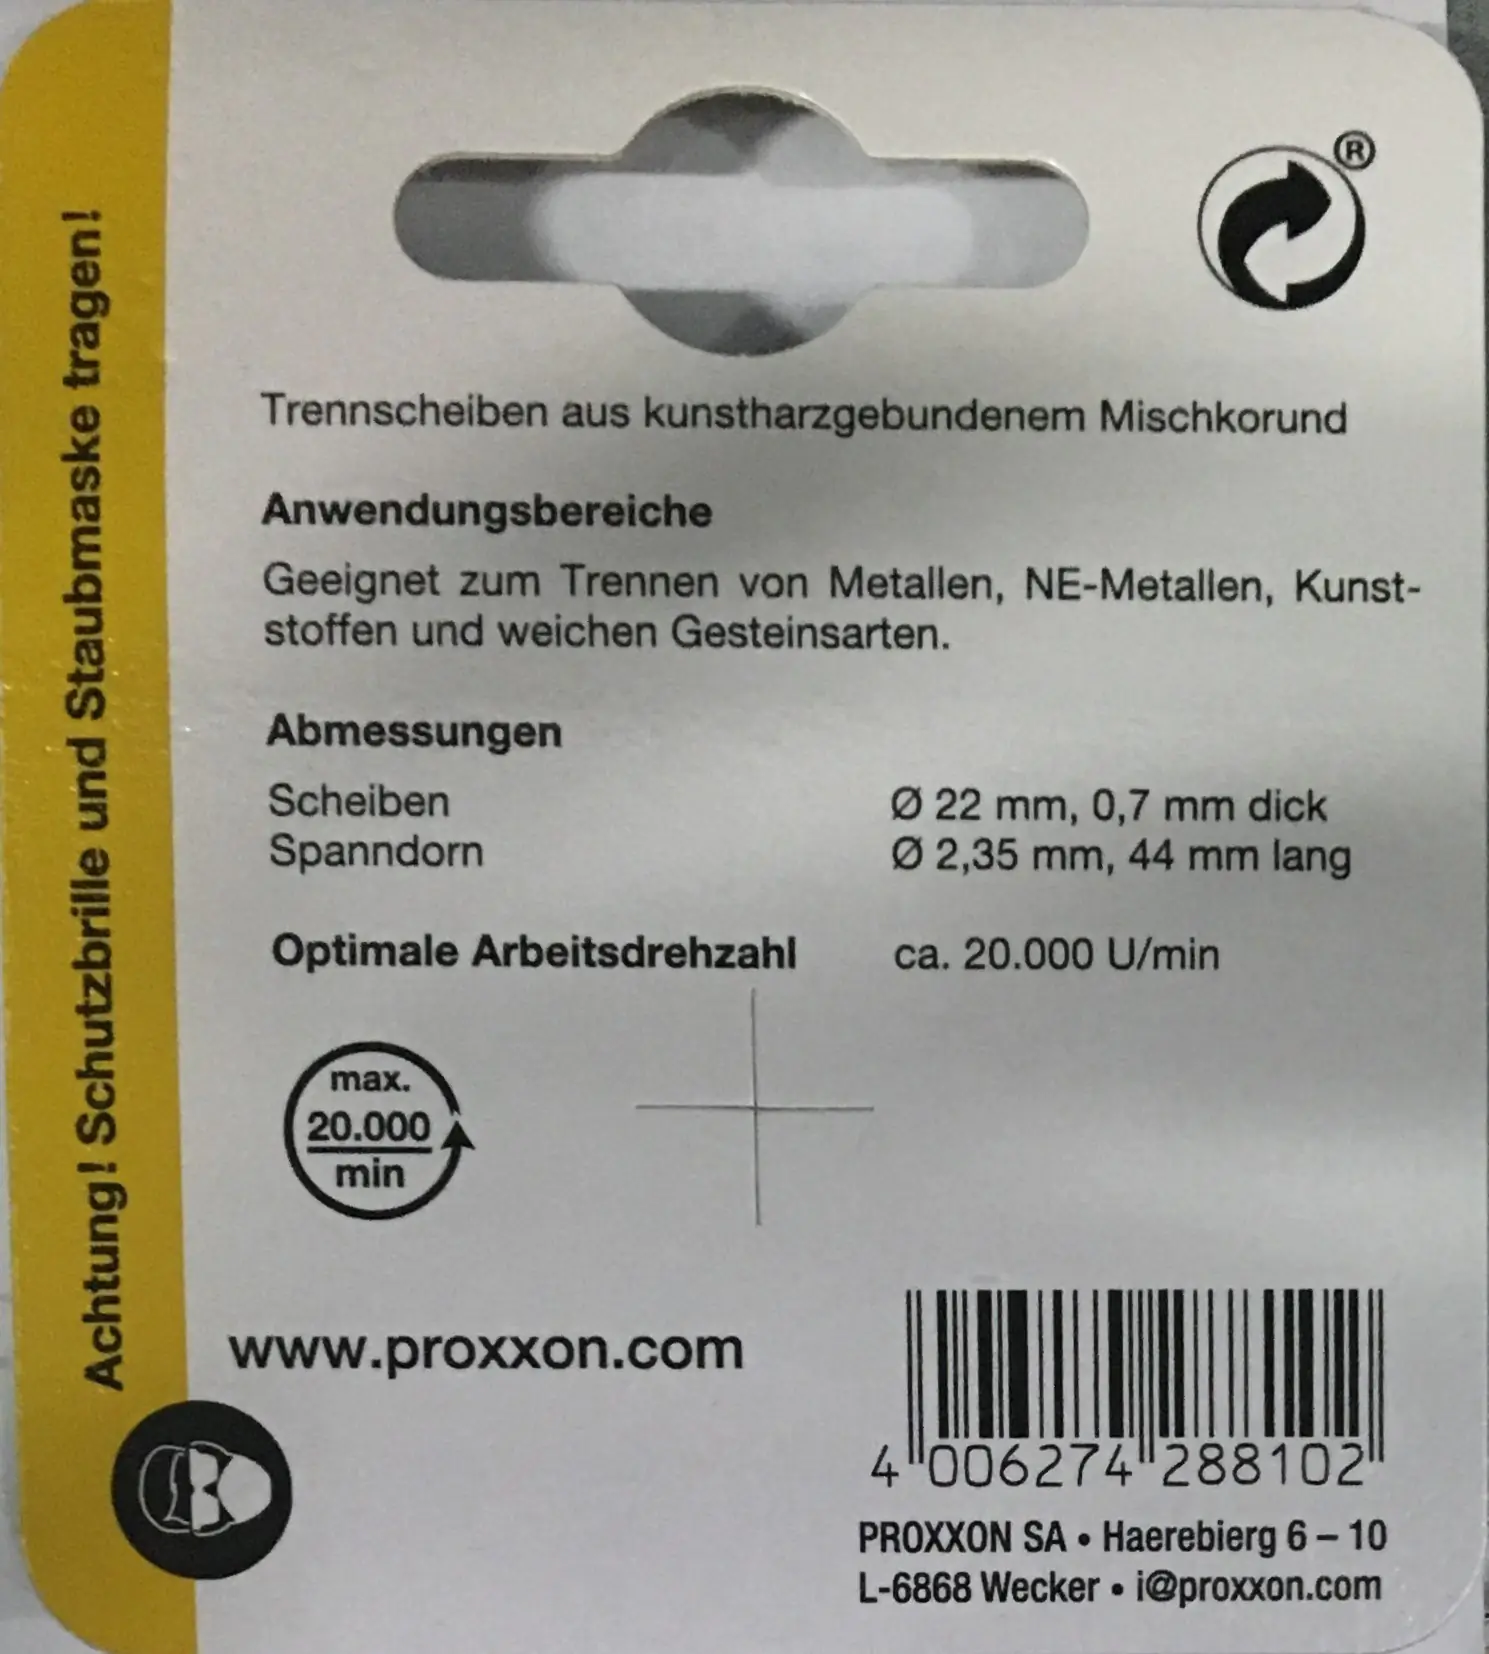 Achtung! Schutzbrille und Staubmaske tragen!
®
Trennscheiben aus kunstharzgebundenem Mischkorund
Anwendungsbereiche
Geeignet zum Trennen von Metallen, NE-Metallen, Kunst-
stoffen und weichen Gesteinsarten.
Abmessungen
Scheiben Ø 22 mm, 0,7 mm dick
Spanndorn Ø 2,35 mm, 44 mm lang
Optimale Arbeitsdrehzahl ca. 20.000 U/min
max.
20.000
min
www.proxxon.com
4 006274 288102
PROXXON SA • Haerebierg 6 – 10
L-6868 Wecker • i@proxxon.com